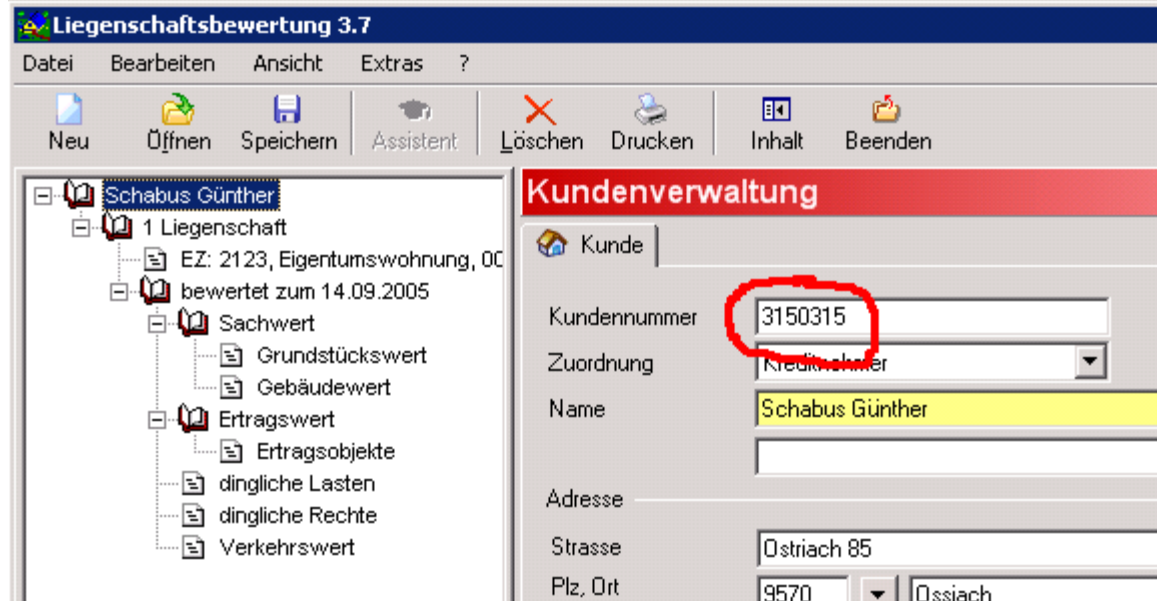 Liegenschaftsbewertung 3.7
Datei Bearbeiten Ansicht Extras ?
Neu Öffnen Speichern Assistent Löschen Drucken Inhalt Beenden
Schabus Günther
1 Liegenschaft
EZ: 2123, Eigentumswohnung, 00
bewertet zum 14.09.2005
Sachwert
Grundstückswert
Gebäudewert
Ertragswert
Ertragsobjekte
dingliche Lasten
dingliche Rechte
Verkehrswert
Kundenverwaltung
Kunde
Kundennummer 3150315
Zuordnung Kreditnehmer
Name Schabus Günther
Adresse
Strasse Ostriach 85
Plz, Ort 9570 Ossiach